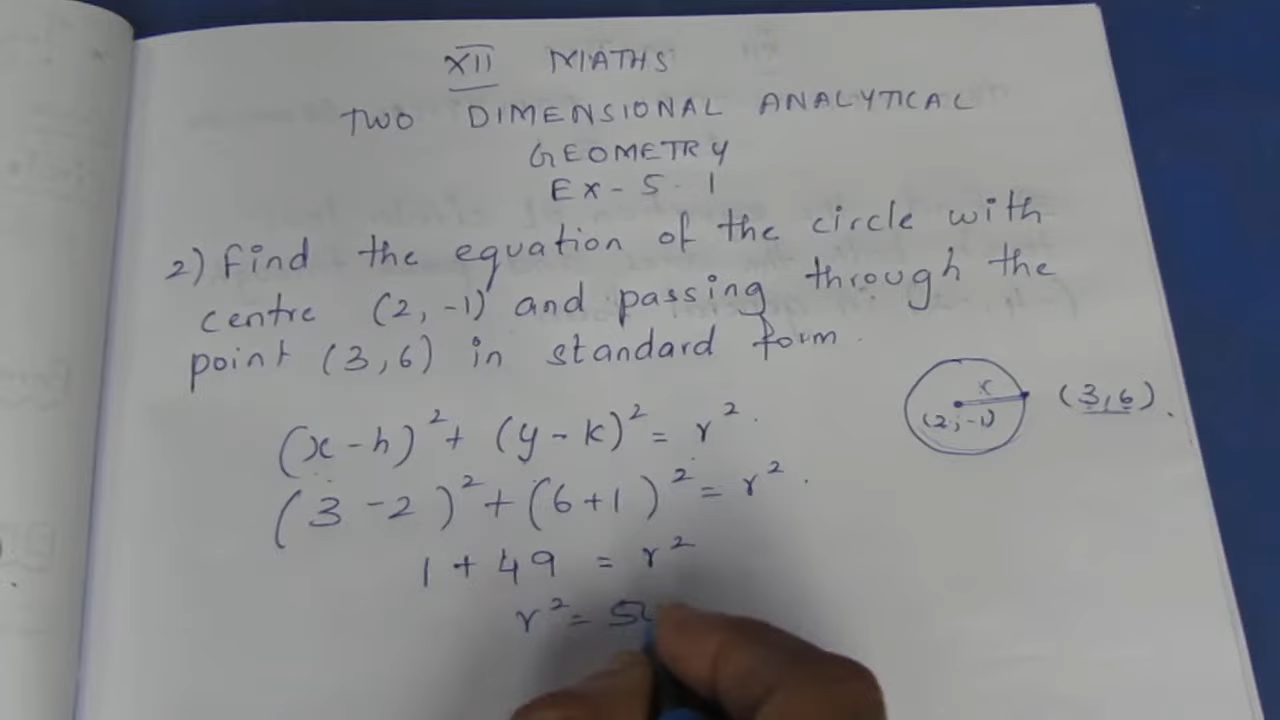 XII MATHS
TWO DIMENSIONAL ANALYTICAL
GEOMETRY
EX-5.1
2) Find the equation of the circle with
centre (2,-1) and passing through the
point (3,6) in standard form.
r (3,6).
(2,-1)
(x-h)²+ (y-k)² = r².
(3-2)²+(6+1)² = r².
1+49 = r²
r² =